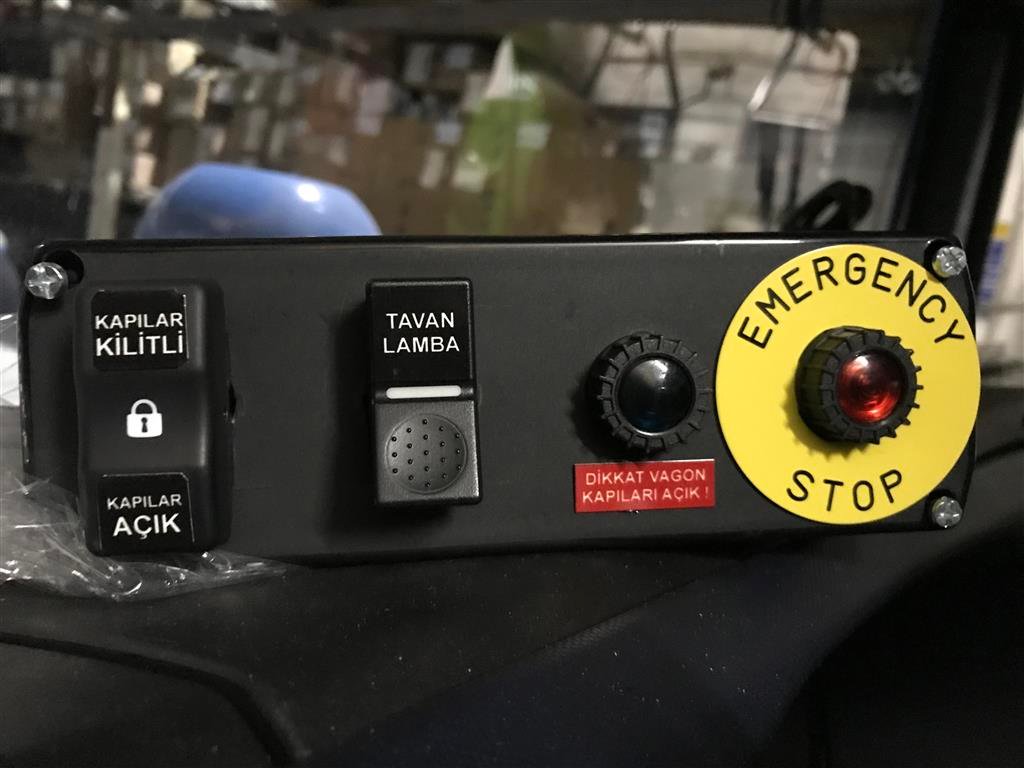 KAPILAR
KİLİTLİ
KAPILAR
AÇIK
TAVAN
LAMBA
DİKKAT VAGON
KAPILARI AÇIK !
EMERGENCY
STOP